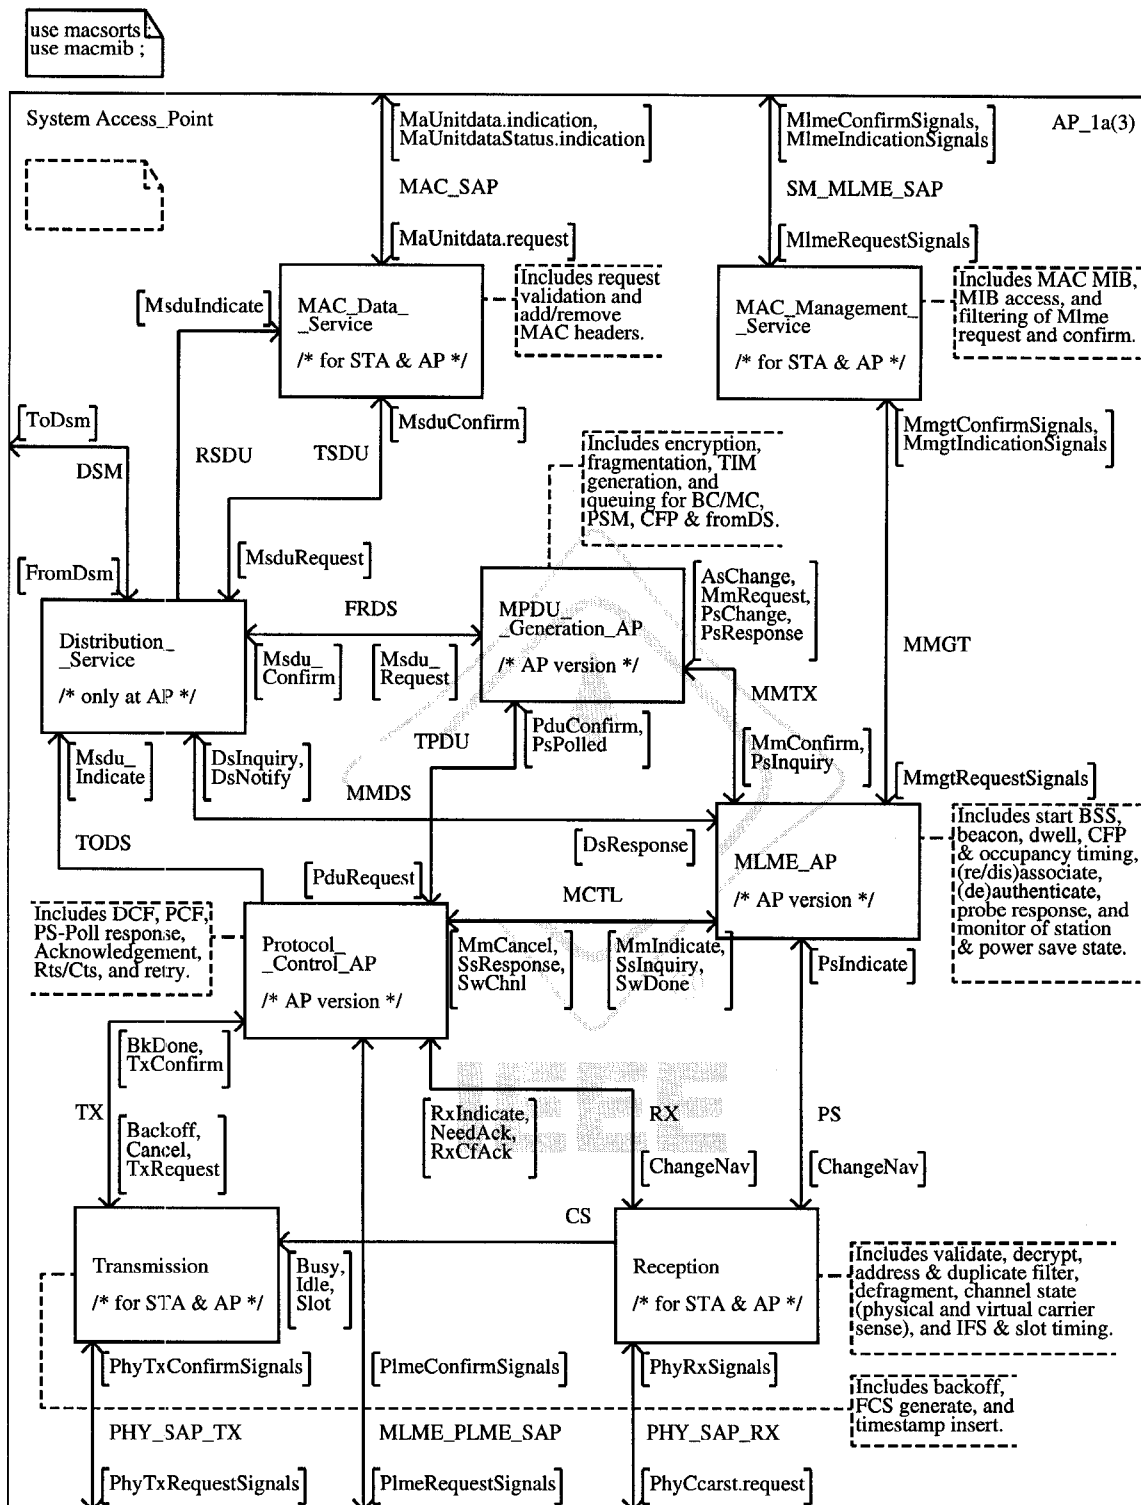 use macsorts ;
use macmib ;
System Access_Point
AP_1a(3)
MaUnitdata.indication,
MaUnitdataStatus.indication
MAC_SAP
MaUnitdata.request
MlmeConfirmSignals,
MlmeIndicationSignals
SM_MLME_SAP
MlmeRequestSignals
MsduIndicate
MAC_Data_
_Service
/* for STA & AP */
Includes request
validation and
add/remove
MAC headers.
MAC_Management_
_Service
/* for STA & AP */
Includes MAC MIB,
MIB access, and
filtering of Mlme
request and confirm.
ToDsm
DSM
RSDU
TSDU
MsduConfirm
MmgtConfirmSignals,
MmgtIndicationSignals
Includes encryption,
fragmentation, TIM
generation, and
queuing for BC/MC,
PSM, CFP & fromDS.
FromDsm
MsduRequest
FRDS
AsChange,
MmRequest,
PsChange,
PsResponse
MMGT
Distribution_
_Service
/* only at AP */
Msdu_
Confirm
Msdu_
Request
MPDU_
_Generation_AP
/* AP version */
MMTX
Msdu_
Indicate
DsInquiry,
DsNotify
TPDU
PduConfirm,
PsPolled
MmConfirm,
PsInquiry
MmgtRequestSignals
MMDS
TODS
DsResponse
MLME_AP
/* AP version */
Includes start BSS,
beacon, dwell, CFP
& occupancy timing,
(re/dis)associate,
(de)authenticate,
probe response, and
monitor of station
& power save state.
PduRequest
MCTL
Includes DCF, PCF,
PS-Poll response,
Acknowledgement,
Rts/Cts, and retry.
Protocol_
_Control_AP
/* AP version */
MmCancel,
SsResponse,
SwChnl
MmIndicate,
SsInquiry,
SwDone
PsIndicate
BkDone,
TxConfirm
TX
Backoff,
Cancel,
TxRequest
RxIndicate,
NeedAck,
RxCfAck
RX
PS
ChangeNav
ChangeNav
IEEE
CS
Transmission
/* for STA & AP */
Busy,
Idle,
Slot
Reception
/* for STA & AP */
Includes validate, decrypt,
address & duplicate filter,
defragment, channel state
(physical and virtual carrier
sense), and IFS & slot timing.
PhyTxConfirmSignals
PlmeConfirmSignals
PhyRxSignals
Includes backoff,
FCS generate, and
timestamp insert.
PHY_SAP_TX
MLME_PLME_SAP
PHY_SAP_RX
PhyTxRequestSignals
PlmeRequestSignals
PhyCcarst.request